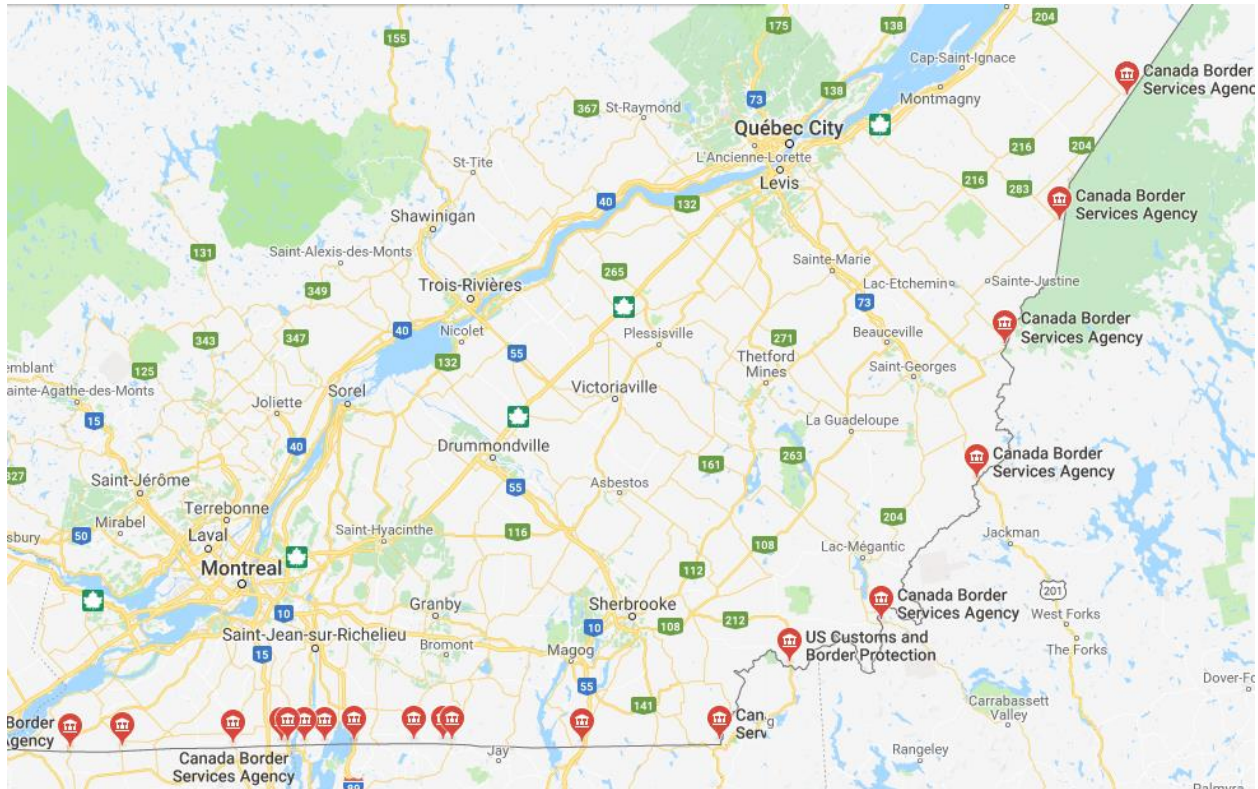 204
175
138
155
Cap-Saint-Ignace
Canada Border
Services Agenc
73
138
Montmagny
367
St-Raymond
Québec City
L'Ancienne-Lorette
216
204
St-Tite
Levis
216
283
Canada Border
Services Agency
40
132
Shawinigan
131
Saint-Alexis-des-Monts
265
Sainte-Marie
Lac-Etchemin
Sainte-Justine
349
Trois-Rivières
73
Canada Border
Services Agency
40
Nicolet
343
347
Plessisville
271
Beauceville
132
55
Thetford
Mines
Saint-Georges
emblant
125
ainte-Agathe-des-Monts
Sorel
Victoriaville
Joliette
15
La Guadeloupe
40
Drummondville
Canada Border
Services Agency
161
263
327
Saint-Jérôme
55
Asbestos
Terrebonne
Mirabel
204
50
Saint-Hyacinthe
116
sbury
Laval
108
Lac-Mégantic
Jackman
Montreal
112
201
10
Granby
Sherbrooke
Canada Border
Services Agency
West Forks
212
108
10
Saint-Jean-sur-Richelieu
US Customs and
Border Protection
15
Bromont
Magog
The Forks
55
Dover-Fo
141
Carrabassett
Valley
Border
Agency
Can
Serv
g
Canada Border
Services Agency
Jay
Rangeley
89
Palmyra